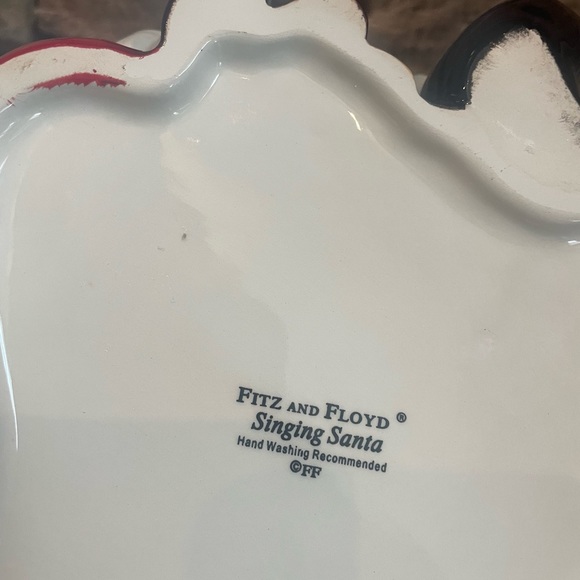 FITZ AND FLOYD ®
Singing Santa
Hand Washing Recommended
©FF